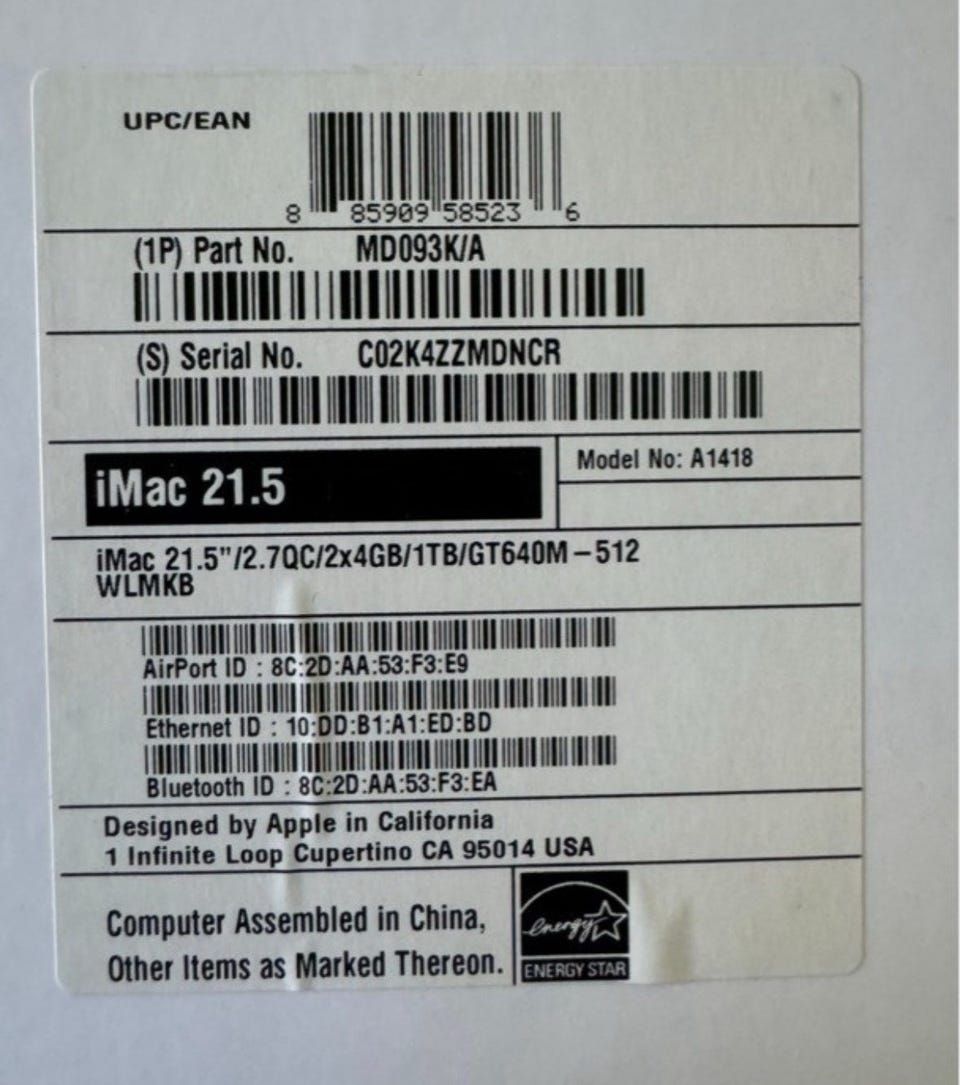 UPC/EAN
8 85909 58523 6
(1P) Part No. MD093K/A
(S) Serial No. C02K4ZZMDNCR
iMac 21.5
Model No: A1418
iMac 21.5"/2.7QC/2x4GB/1TB/GT640M-512
WLMKB
AirPort ID : 8C:2D:AA:53:F3:E9
Ethernet ID : 10:DD:B1:A1:ED:BD
Bluetooth ID : 8C:2D:AA:53:F3:EA
Designed by Apple in California
1 Infinite Loop Cupertino CA 95014 USA
Computer Assembled in China,
Other Items as Marked Thereon.
energy
ENERGY STAR